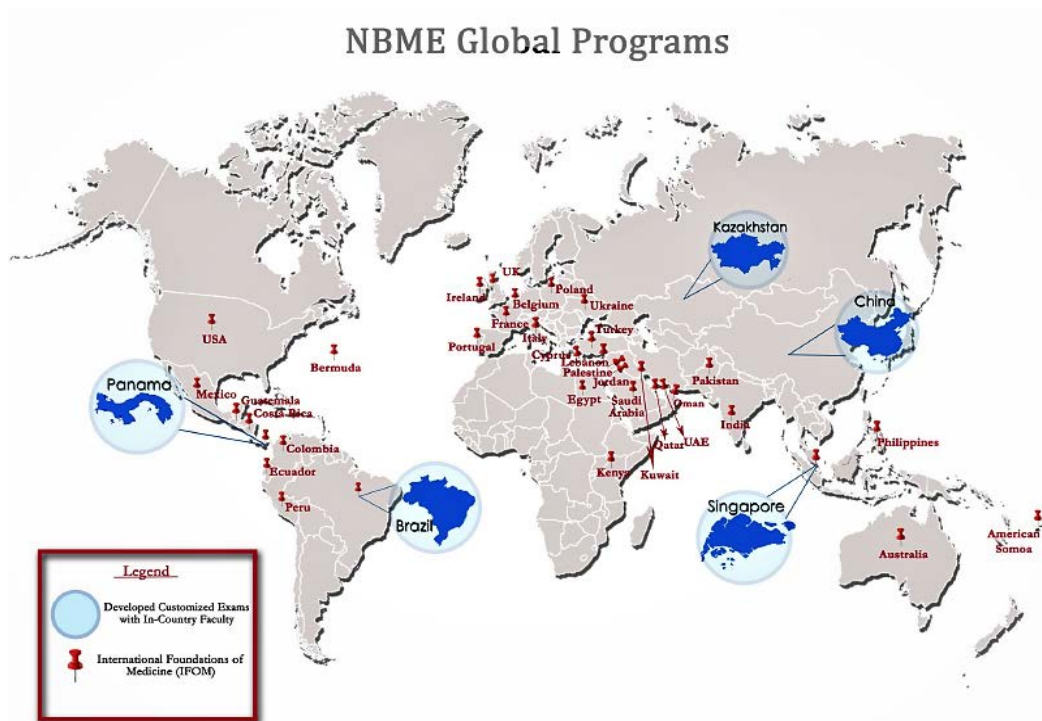 NBME Global Programs
Kazakhstan
China
UK
Ireland
Poland
Belgium
Ukraine
France
Italy
Turkey
Portugal
Cyprus
Lebanon
Palestine
Jordan
Egypt
Saudi
Arabia
Oman
Pakistan
India
Qatar
UAE
Kuwait
Kenya
Philippines
USA
Bermuda
Panama
Mexico
Guatemala
Costa Rica
Colombia
Ecuador
Peru
Brazil
Singapore
Australia
American
Somoa
Legend
Developed Customized Exams
with In-Country Faculty
International Foundations of
Medicine (IFOM)